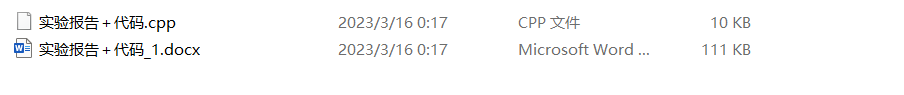 实验报告＋代码.cpp 2023/3/16 0:17 CPP 文件 10 KB
实验报告＋代码_1.docx 2023/3/16 0:17 Microsoft Word ... 111 KB